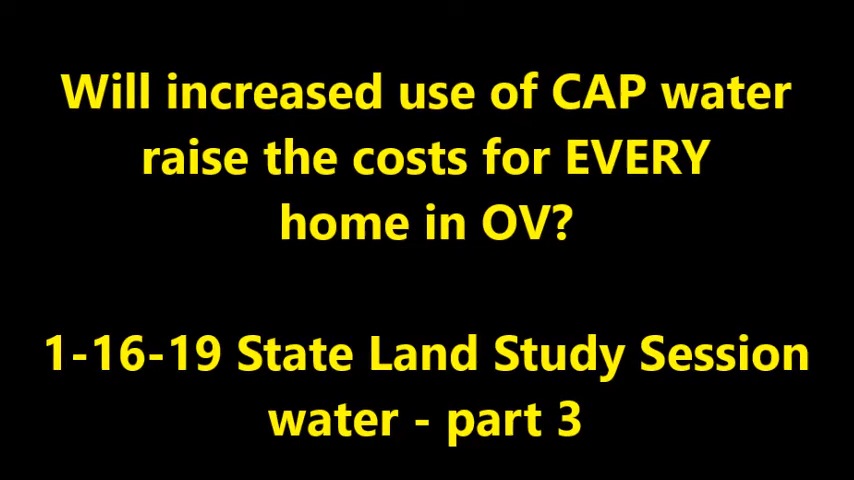 Will increased use of CAP water
raise the costs for EVERY
home in OV?
1-16-19 State Land Study Session
water - part 3